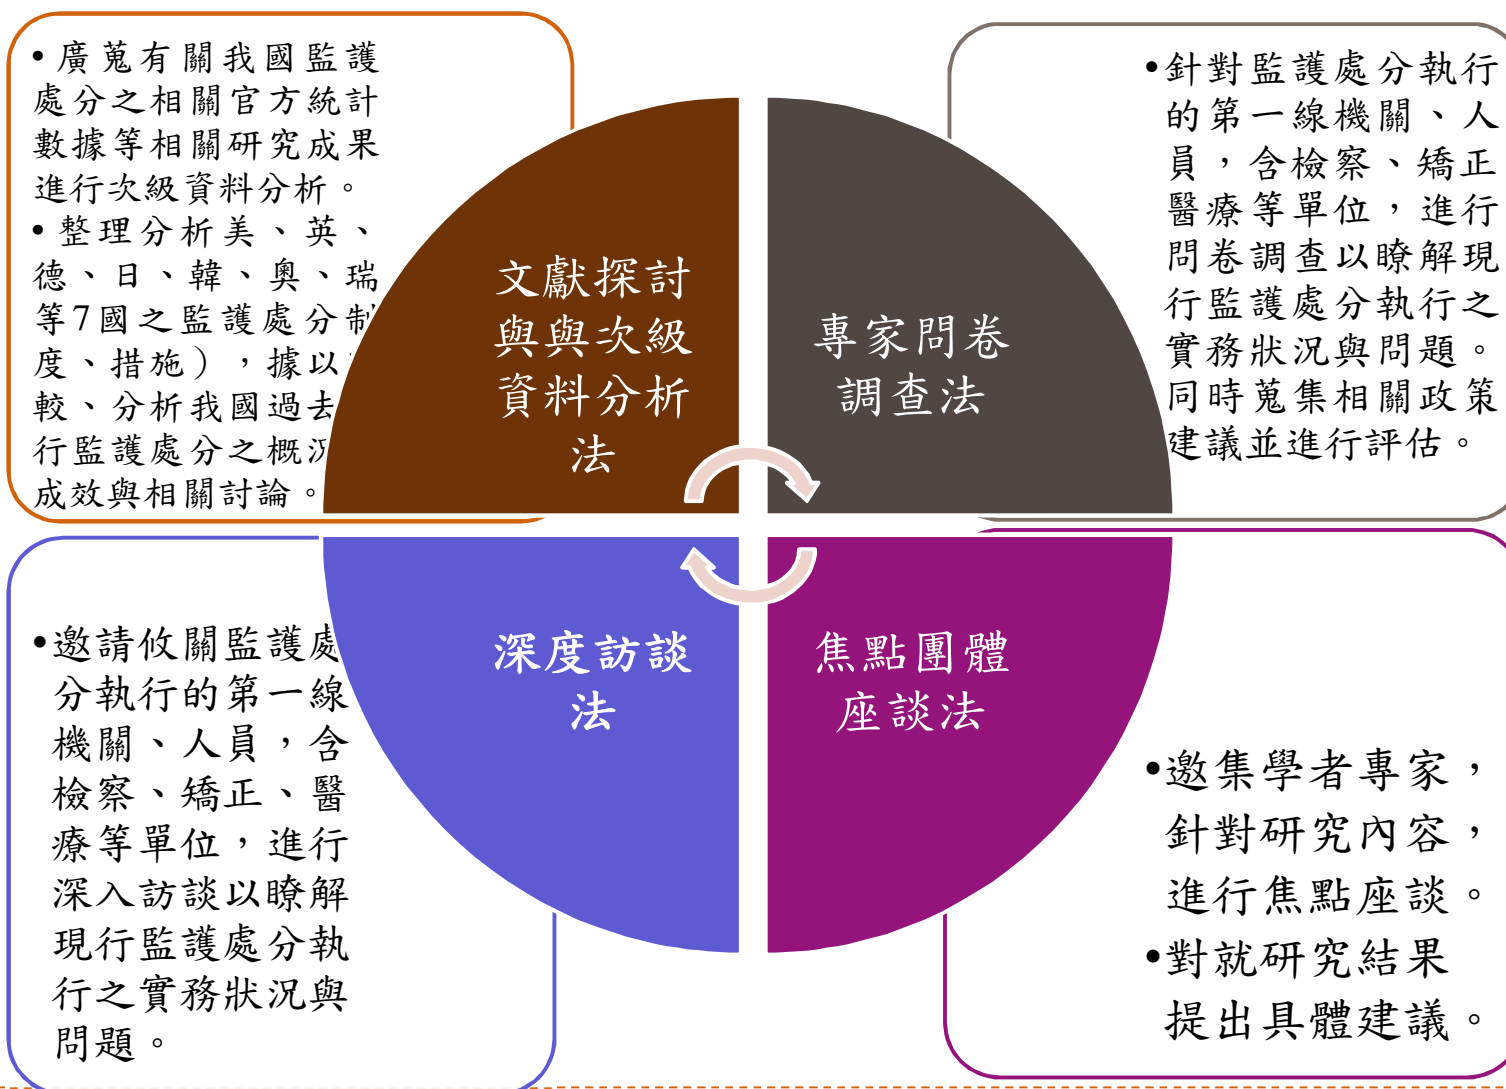 •廣蒐有關我國監護
處分之相關官方統計
數據等相關研究成果
進行次級資料分析。
•整理分析美、英、
德、日、韓、奧、瑞
等7國之監護處分制
度、措施），據以
較、分析我國過去
行監護處分之概況
成效與相關討論。
文獻探討
與與次級
資料分析
法
專家問卷
調查法
•針對監護處分執行
的第一線機關、人
員，含檢察、矯正
醫療等單位，進行
問卷調查以瞭解現
行監護處分執行之
實務狀況與問題。
同時蒐集相關政策
建議並進行評估。
•邀請攸關監護處
分執行的第一線
機關、人員，含
檢察、矯正、醫
療等單位，進行
深入訪談以瞭解
現行監護處分執
行之實務狀況與
問題。
深度訪談
法
焦點團體
座談法
•邀集學者專家，
針對研究內容，
進行焦點座談。
•對就研究結果
提出具體建議。